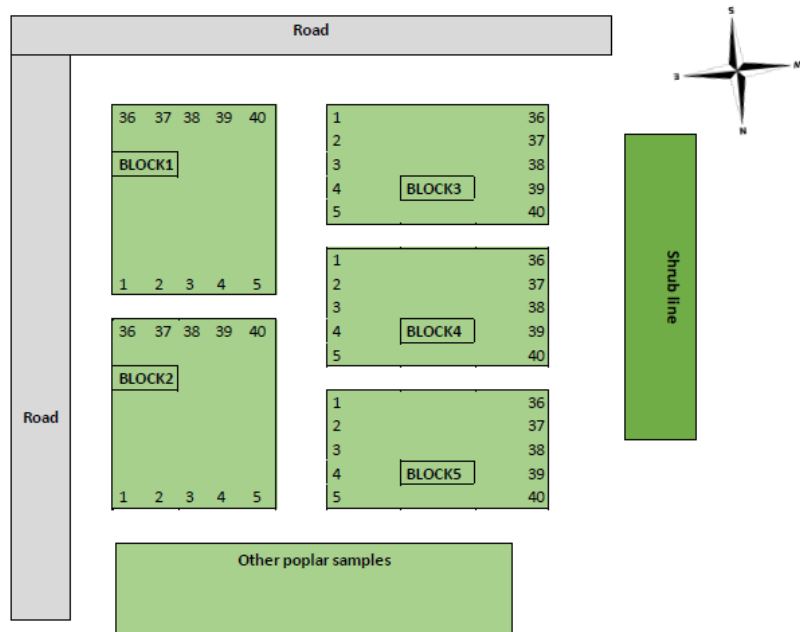 Road
S
W
E
N
36 37 38 39 40
BLOCK1
1 2 3 4 5
1 36
2 37
3 38
4 BLOCK3 39
5 40
36 37 38 39 40
BLOCK2
1 2 3 4 5
1 36
2 37
3 38
4 BLOCK4 39
5 40
1 36
2 37
3 38
4 BLOCK5 39
5 40
Shrub line
Road
Other poplar samples